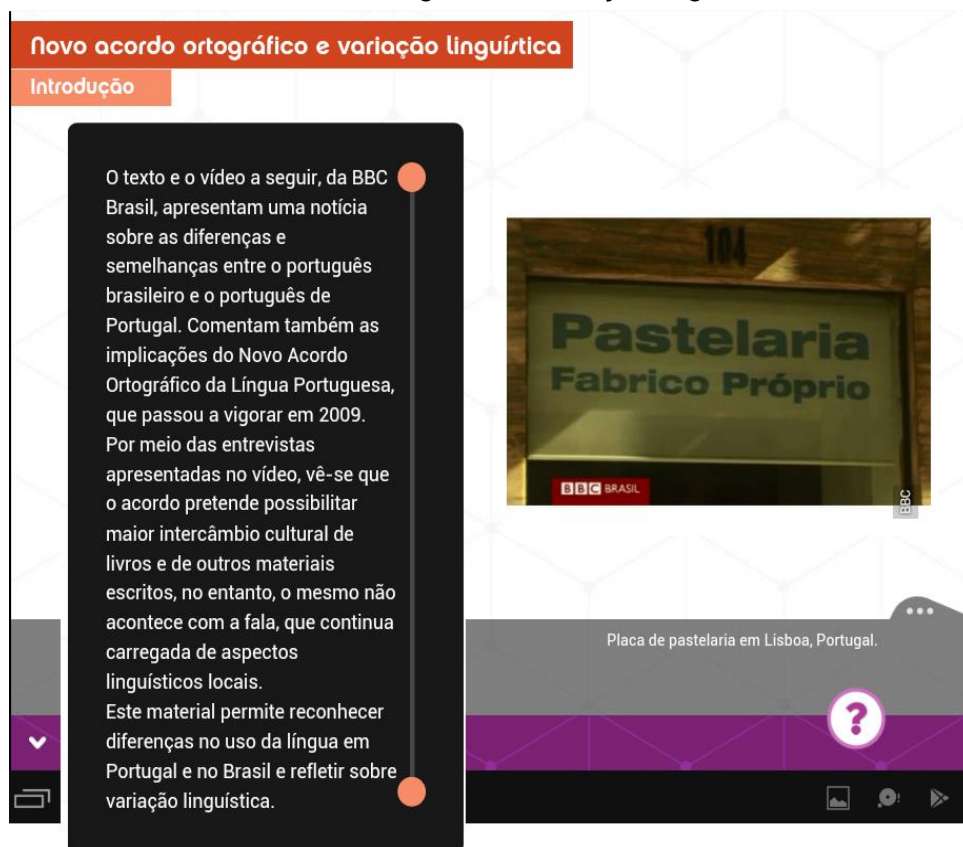 Novo acordo ortográfico e variação linguística
Introdução
O texto e o vídeo a seguir, da BBC
Brasil, apresentam uma notícia
sobre as diferenças e
semelhanças entre o português
brasileiro e o português de
Portugal. Comentam também as
implicações do Novo Acordo
Ortográfico da Língua Portuguesa,
que passou a vigorar em 2009.
Por meio das entrevistas
apresentadas no vídeo, vê-se que
o acordo pretende possibilitar
maior intercâmbio cultural de
livros e de outros materiais
escritos, no entanto, o mesmo não
acontece com a fala, que continua
carregada de aspectos
linguísticos locais.
Este material permite reconhecer
diferenças no uso da língua em
Portugal e no Brasil e refletir sobre
variação linguística.
104
Pastelaria
Fabrico Próprio
BBC BRASIL
BBC
Placa de pastelaria em Lisboa, Portugal.
?